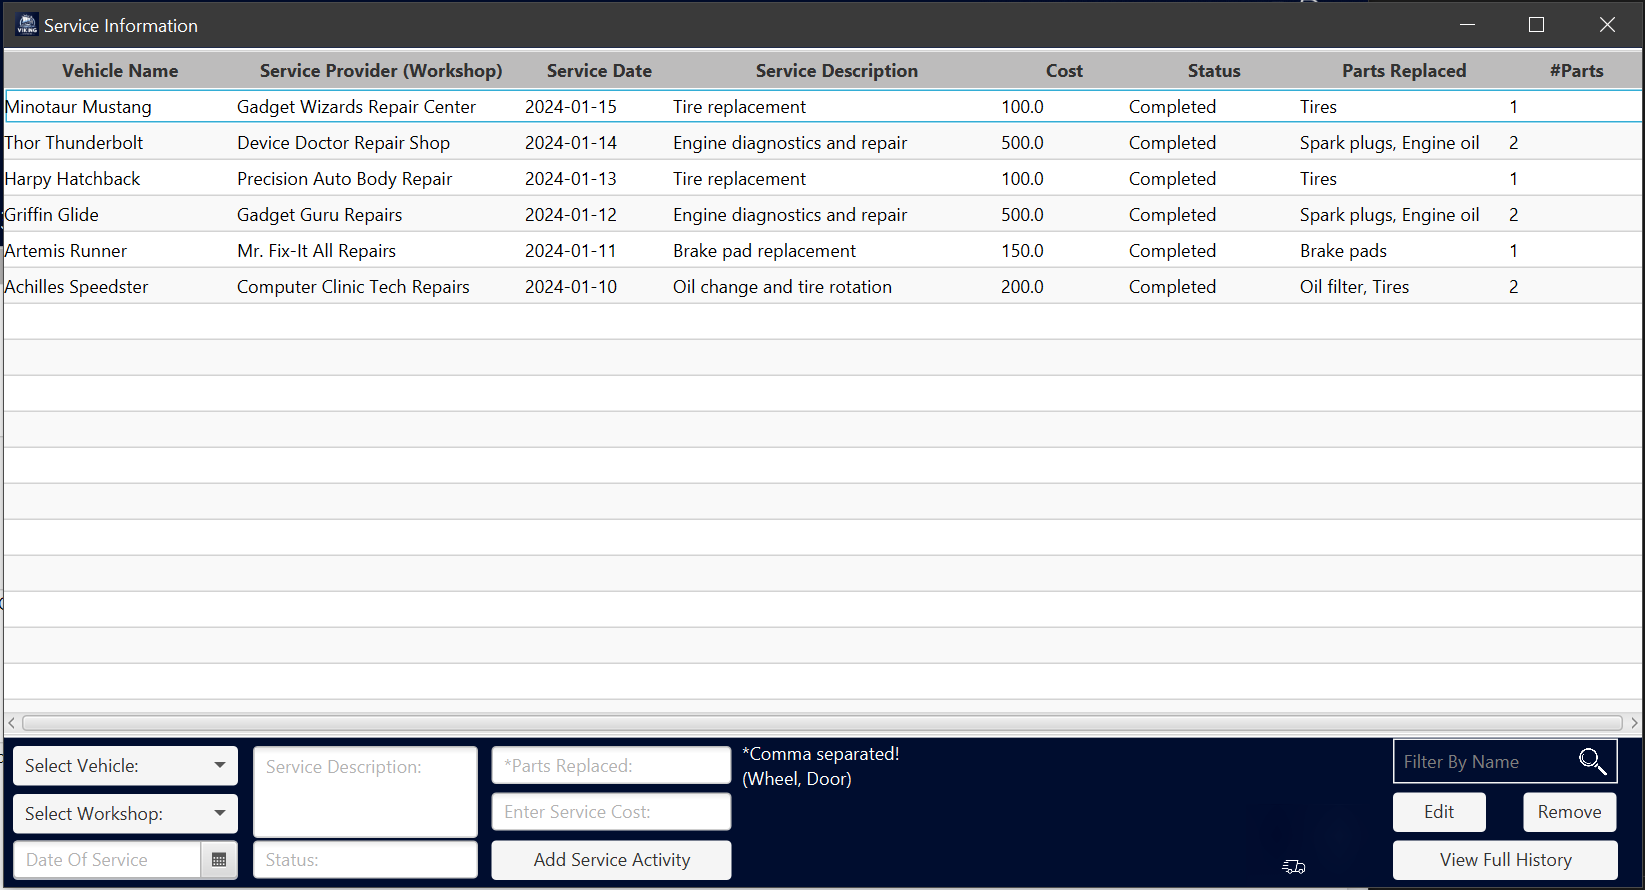 VIKING
Service Information
Vehicle Name Service Provider (Workshop) Service Date Service Description Cost Status Parts Replaced #Parts
Minotaur Mustang Gadget Wizards Repair Center 2024-01-15 Tire replacement 100.0 Completed Tires 1
Thor Thunderbolt Device Doctor Repair Shop 2024-01-14 Engine diagnostics and repair 500.0 Completed Spark plugs, Engine oil 2
Harpy Hatchback Precision Auto Body Repair 2024-01-13 Tire replacement 100.0 Completed Tires 1
Griffin Glide Gadget Guru Repairs 2024-01-12 Engine diagnostics and repair 500.0 Completed Spark plugs, Engine oil 2
Artemis Runner Mr. Fix-It All Repairs 2024-01-11 Brake pad replacement 150.0 Completed Brake pads 1
Achilles Speedster Computer Clinic Tech Repairs 2024-01-10 Oil change and tire rotation 200.0 Completed Oil filter, Tires 2
Select Vehicle: Service Description: *Parts Replaced: *Comma separated! Filter By Name
(Wheel, Door)
Select Workshop: Enter Service Cost: Edit Remove
Date Of Service Status: Add Service Activity View Full History